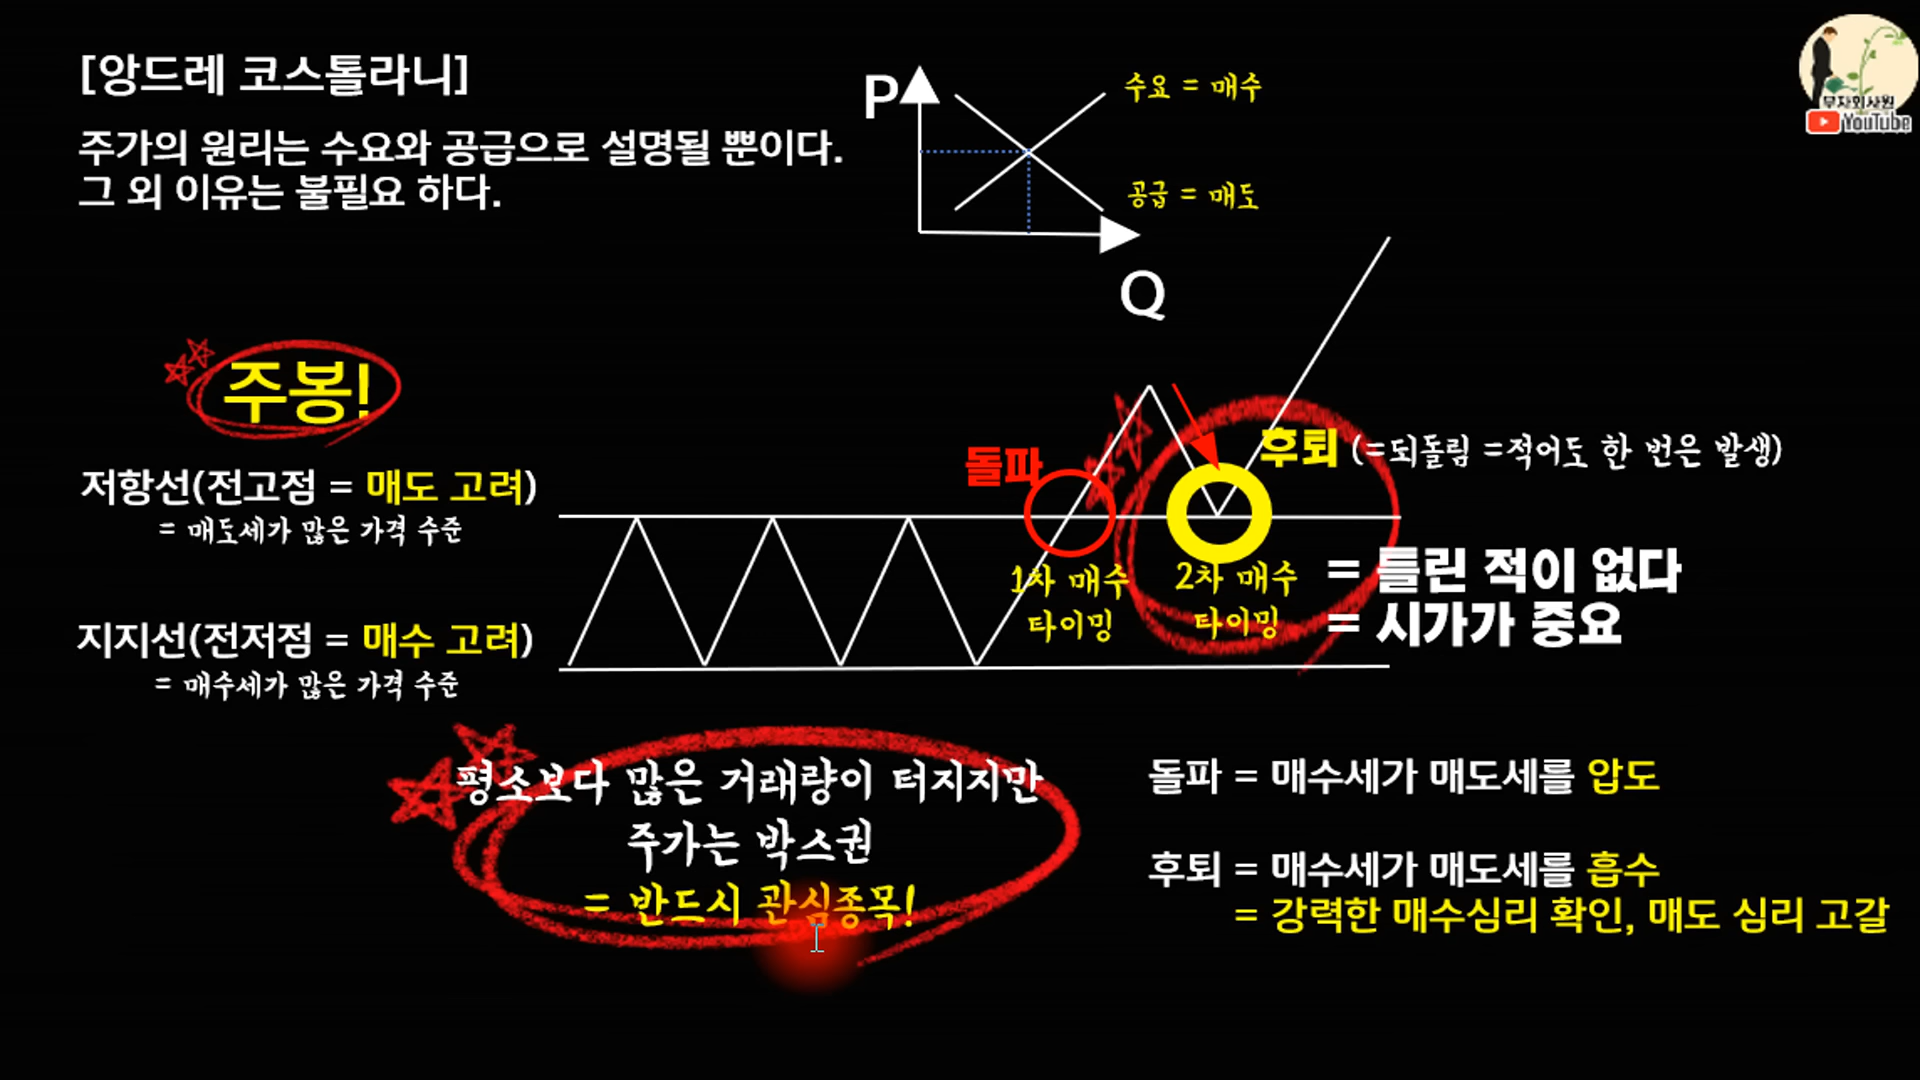 [앙드레 코스톨라니]
주가의 원리는 수요와 공급으로 설명될 뿐이다.
그 외 이유는 불필요 하다.
P
수요 = 매수
공급 = 매도
Q
부자회사원
YouTube
주봉!
저항선(전고점 = 매도 고려)
= 매도세가 많은 가격 수준
지지선(전저점 = 매수 고려)
= 매수세가 많은 가격 수준
돌파
후퇴 (=되돌림 =적어도 한 번은 발생)
1차 매수
타이밍
2차 매수
타이밍
= 틀린 적이 없다
= 시가가 중요
평소보다 많은 거래량이 터지지만
주가는 박스권
= 반드시 관심종목!
돌파 = 매수세가 매도세를 압도
후퇴 = 매수세가 매도세를 흡수
= 강력한 매수심리 확인, 매도 심리 고갈